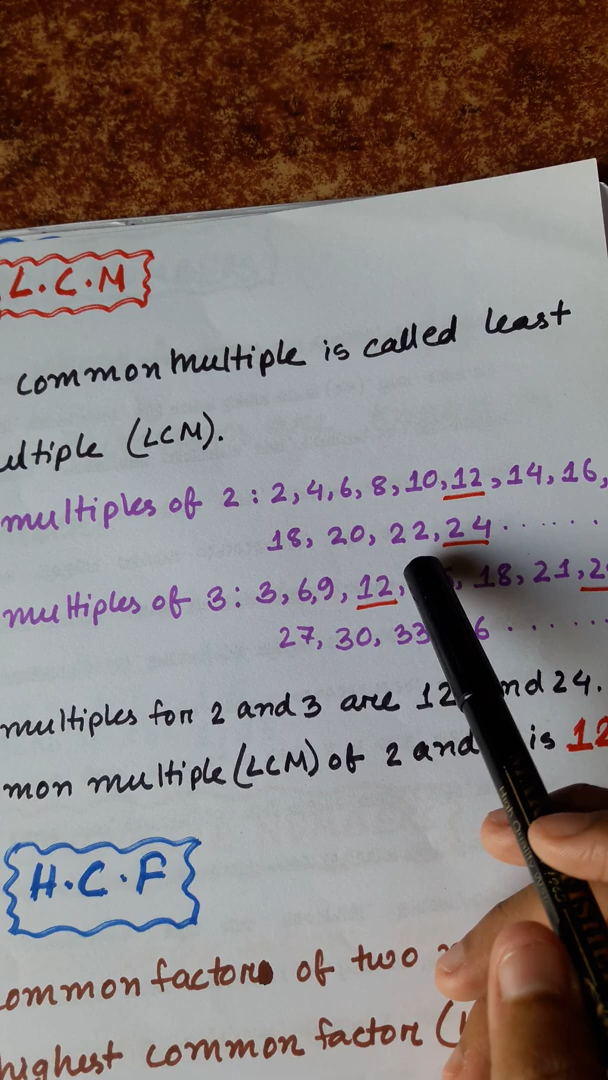 L.C.M
common multiple is called least
ultiple (LCM).
multiples of 2 : 2, 4, 6, 8, 10, 12, 14, 16,
18, 20, 22, 24 . . . . . .
multiples of 3 : 3, 6, 9, 12, 18, 21,
27, 30, 33
multiples for 2 and 3 are 12 and 24.
mon multiple (LCM) of 2 and is 12
H.C.F
common factors of two
highest common factor (